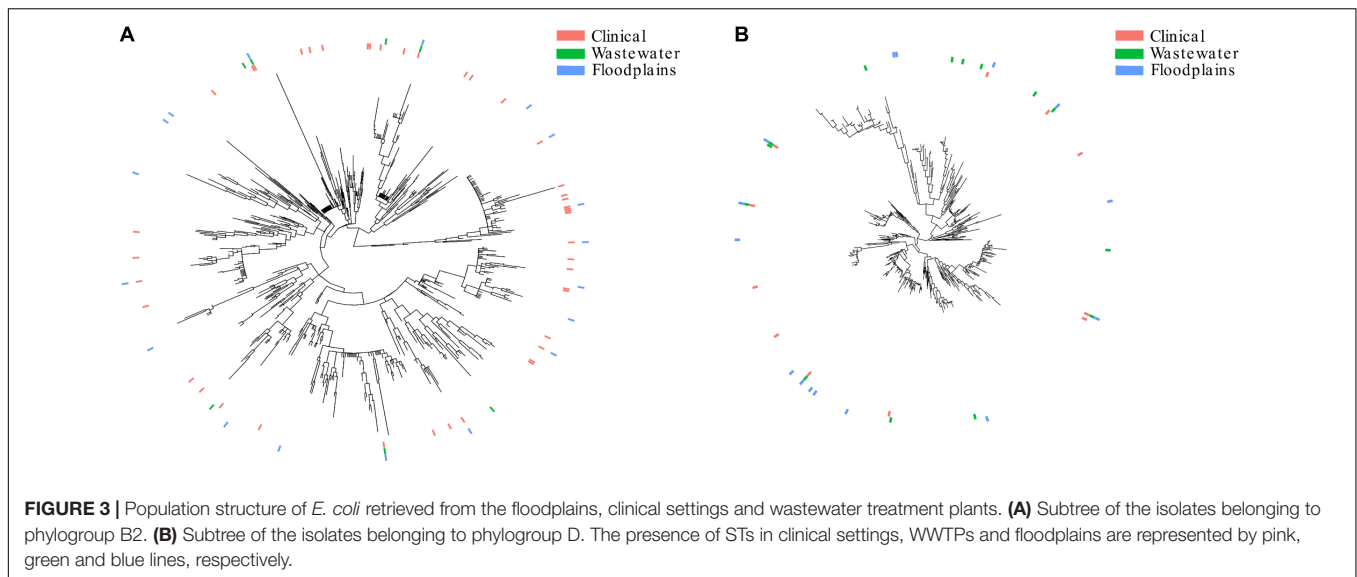 A
Clinical
Wastewater
Floodplains
B
Clinical
Wastewater
Floodplains
FIGURE 3 | Population structure of E. coli retrieved from the floodplains, clinical settings and wastewater treatment plants. (A) Subtree of the isolates belonging to
phylogroup B2. (B) Subtree of the isolates belonging to phylogroup D. The presence of STs in clinical settings, WWTPs and floodplains are represented by pink,
green and blue lines, respectively.